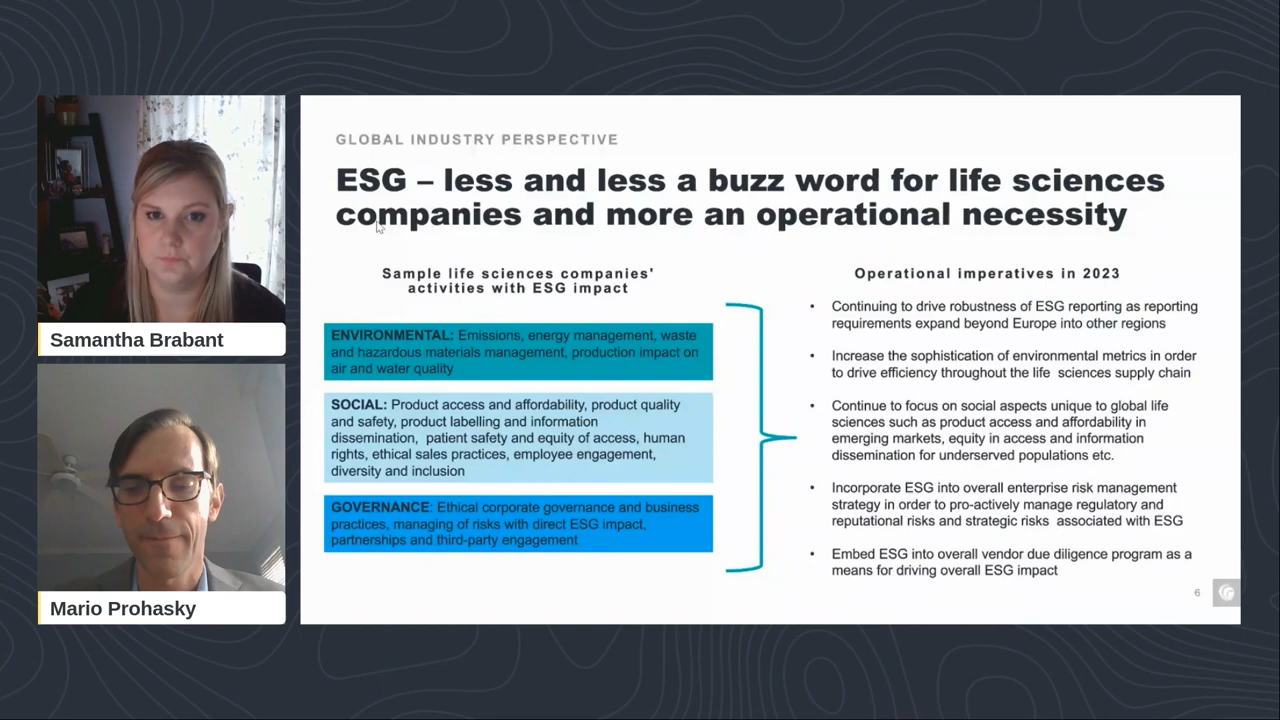 GLOBAL INDUSTRY PERSPECTIVE
ESG – less and less a buzz word for life sciences
companies and more an operational necessity
Sample life sciences companies'
activities with ESG impact
ENVIRONMENTAL: Emissions, energy management, waste
and hazardous materials management, production impact on
air and water quality
SOCIAL: Product access and affordability, product quality
and safety, product labelling and information
dissemination,  patient safety and equity of access, human
rights, ethical sales practices, employee engagement,
diversity and inclusion
GOVERNANCE: Ethical corporate governance and business
practices, managing of risks with direct ESG impact,
partnerships and third-party engagement
Operational imperatives in 2023
• Continuing to drive robustness of ESG reporting as reporting
requirements expand beyond Europe into other regions
• Increase the sophistication of environmental metrics in order
to drive efficiency throughout the life  sciences supply chain
• Continue to focus on social aspects unique to global life
sciences such as product access and affordability in
emerging markets, equity in access and information
dissemination for underserved populations etc.
• Incorporate ESG into overall enterprise risk management
strategy in order to pro-actively manage regulatory and
reputational risks and strategic risks  associated with ESG
• Embed ESG into overall vendor due diligence program as a
means for driving overall ESG impact
6
Samantha Brabant
Mario Prohasky